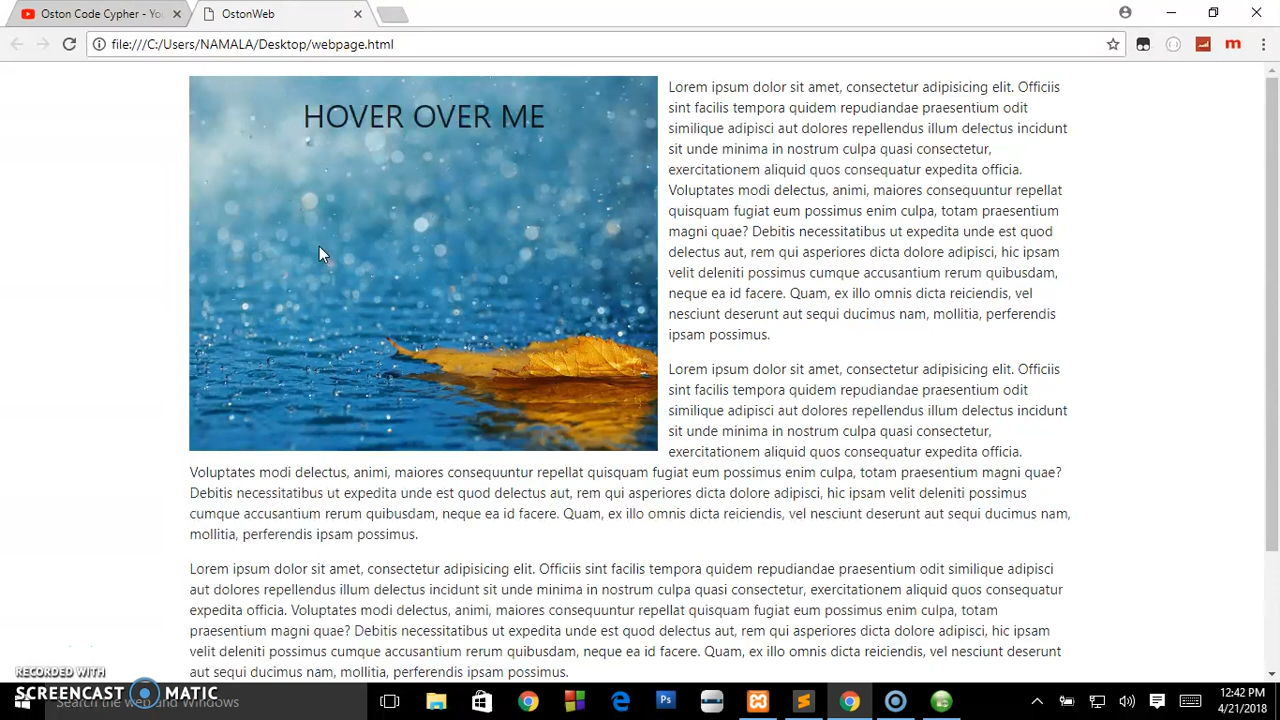 Oston Code Cypher - Yo
OstonWeb
file:///C:/Users/NAMALA/Desktop/webpage.html
HOVER OVER ME
Lorem ipsum dolor sit amet, consectetur adipisicing elit. Officiis
sint facilis tempora quidem repudiandae praesentium odit
similique adipisci aut dolores repellendus illum delectus incidunt
sit unde minima in nostrum culpa quasi consectetur,
exercitationem aliquid quos consequatur expedita officia.
Voluptates modi delectus, animi, maiores consequuntur repellat
quisquam fugiat eum possimus enim culpa, totam praesentium
magni quae? Debitis necessitatibus ut expedita unde est quod
delectus aut, rem qui asperiores dicta dolore adipisci, hic ipsam
velit deleniti possimus cumque accusantium rerum quibusdam,
neque ea id facere. Quam, ex illo omnis dicta reiciendis, vel
nesciunt deserunt aut sequi ducimus nam, mollitia, perferendis
ipsam possimus.
Lorem ipsum dolor sit amet, consectetur adipisicing elit. Officiis
sint facilis tempora quidem repudiandae praesentium odit
similique adipisci aut dolores repellendus illum delectus incidunt
sit unde minima in nostrum culpa quasi consectetur,
exercitationem aliquid quos consequatur expedita officia.
Voluptates modi delectus, animi, maiores consequuntur repellat quisquam fugiat eum possimus enim culpa, totam praesentium magni quae?
Debitis necessitatibus ut expedita unde est quod delectus aut, rem qui asperiores dicta dolore adipisci, hic ipsam velit deleniti possimus
cumque accusantium rerum quibusdam, neque ea id facere. Quam, ex illo omnis dicta reiciendis, vel nesciunt deserunt aut sequi ducimus nam,
mollitia, perferendis ipsam possimus.
Lorem ipsum dolor sit amet, consectetur adipisicing elit. Officiis sint facilis tempora quidem repudiandae praesentium odit similique adipisci
aut dolores repellendus illum delectus incidunt sit unde minima in nostrum culpa quasi consectetur, exercitationem aliquid quos consequatur
expedita officia. Voluptates modi delectus, animi, maiores consequuntur repellat quisquam fugiat eum possimus enim culpa, totam
praesentium magni quae? Debitis necessitatibus ut expedita unde est quod delectus aut, rem qui asperiores dicta dolore adipisci, hic ipsam
velit deleniti possimus cumque accusantium rerum quibusdam, neque ea id facere. Quam, ex illo omnis dicta reiciendis, vel nesciunt deserunt
aut sequi ducimus nam, mollitia, perferendis ipsam possimus.
RECORDED WITH
SCREENCAST MATIC
Search the web and Windows
Ps
12:42 PM
4/21/2018